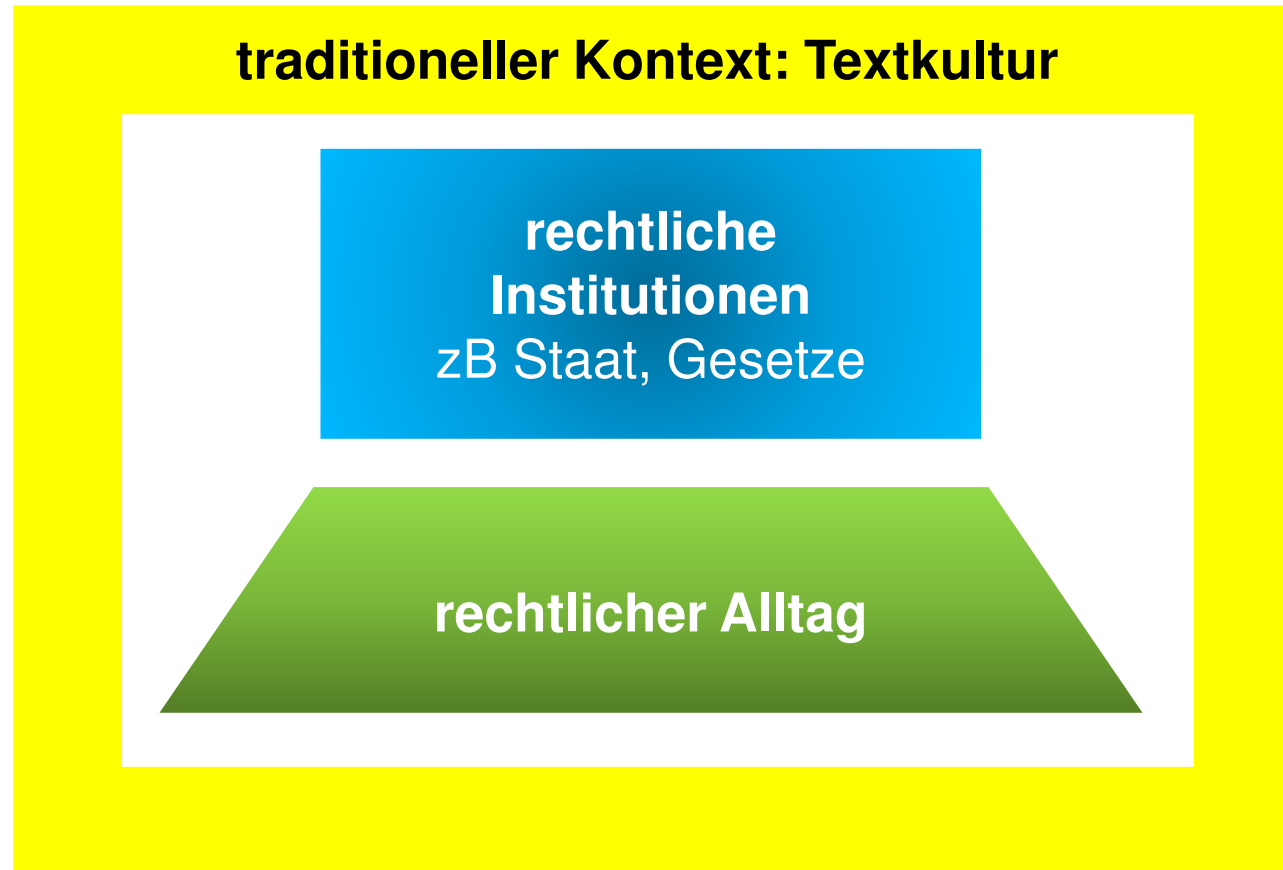 traditioneller Kontext: Textkultur
rechtliche
Institutionen
zB Staat, Gesetze
rechtlicher Alltag